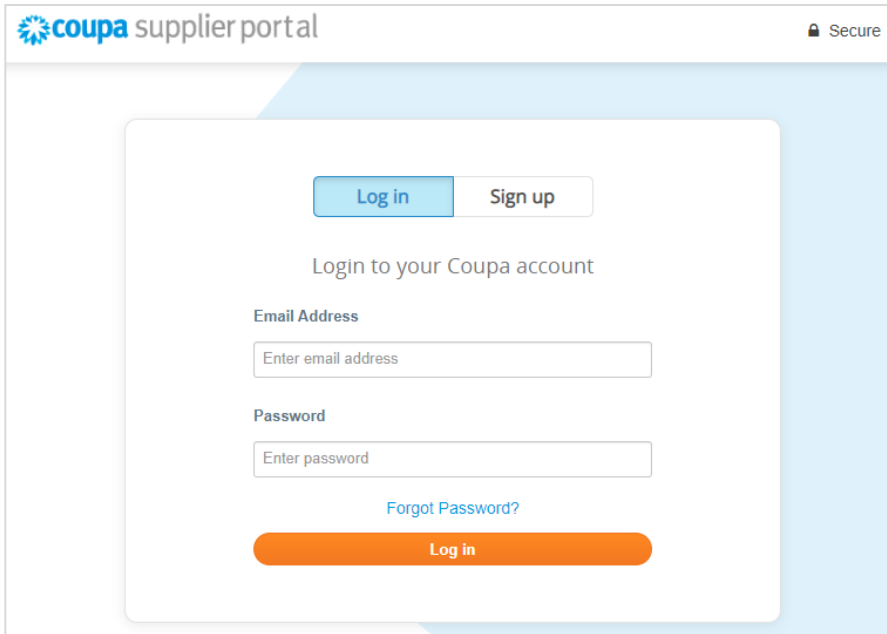 coupa supplier portal
Secure
Log in
Sign up
Login to your Coupa account
Email Address
Enter email address
Password
Enter password
Forgot Password?
Log in